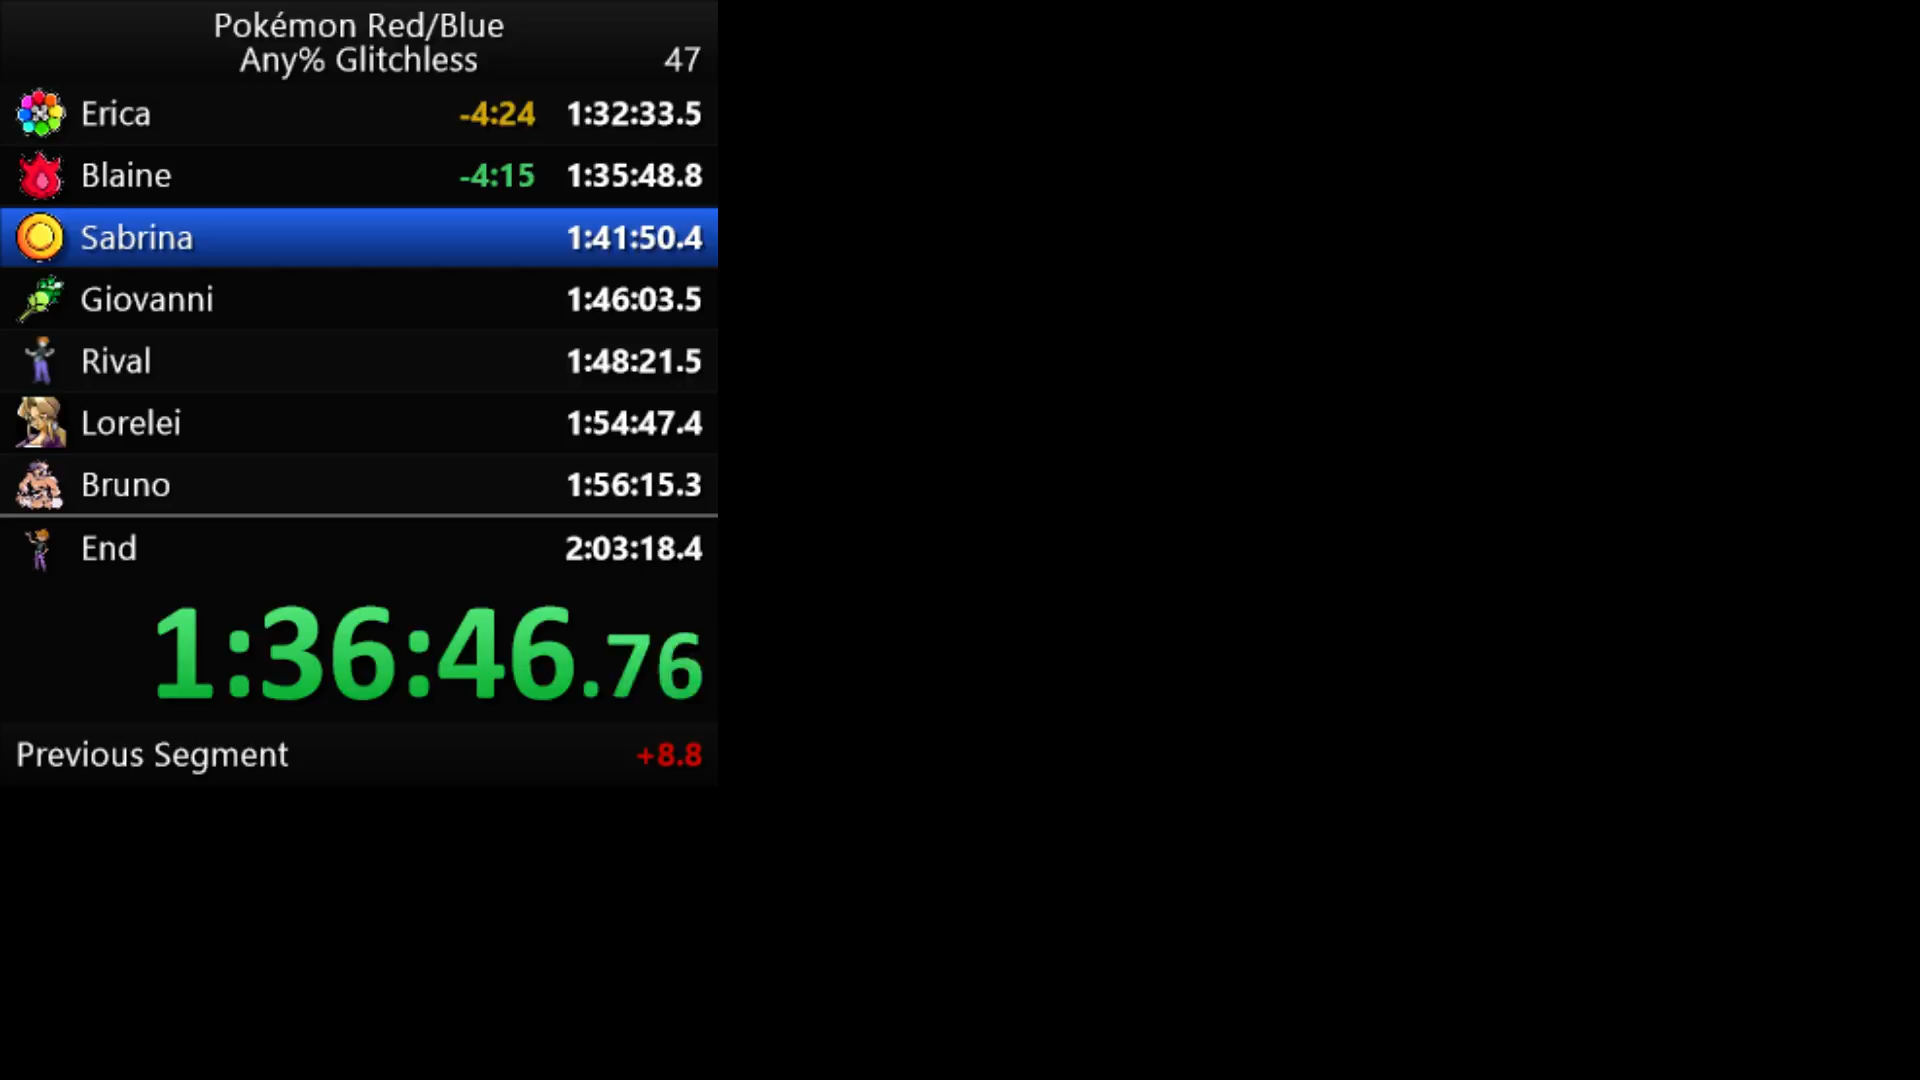 Pokémon Red/Blue
Any% Glitchless 47
Erica -4:24 1:32:33.5
Blaine -4:15 1:35:48.8
Sabrina 1:41:50.4
Giovanni 1:46:03.5
Rival 1:48:21.5
Lorelei 1:54:47.4
Bruno 1:56:15.3
End 2:03:18.4
1:36:46.76
Previous Segment +8.8